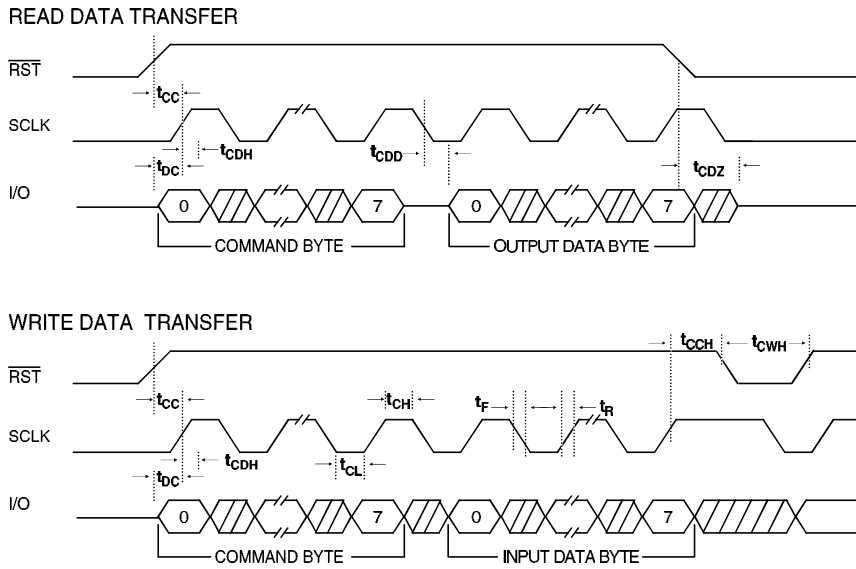 READ DATA TRANSFER
RST
tCC
SCLK
tCDH
tCDD
tDC
tCDZ
I/O
0
7
0
7
COMMAND BYTE
OUTPUT DATA BYTE
WRITE DATA TRANSFER
tCCH
tCWH
RST
tCC
tCH
tF
tR
SCLK
tCDH
tCL
tDC
I/O
0
7
0
7
COMMAND BYTE
INPUT DATA BYTE